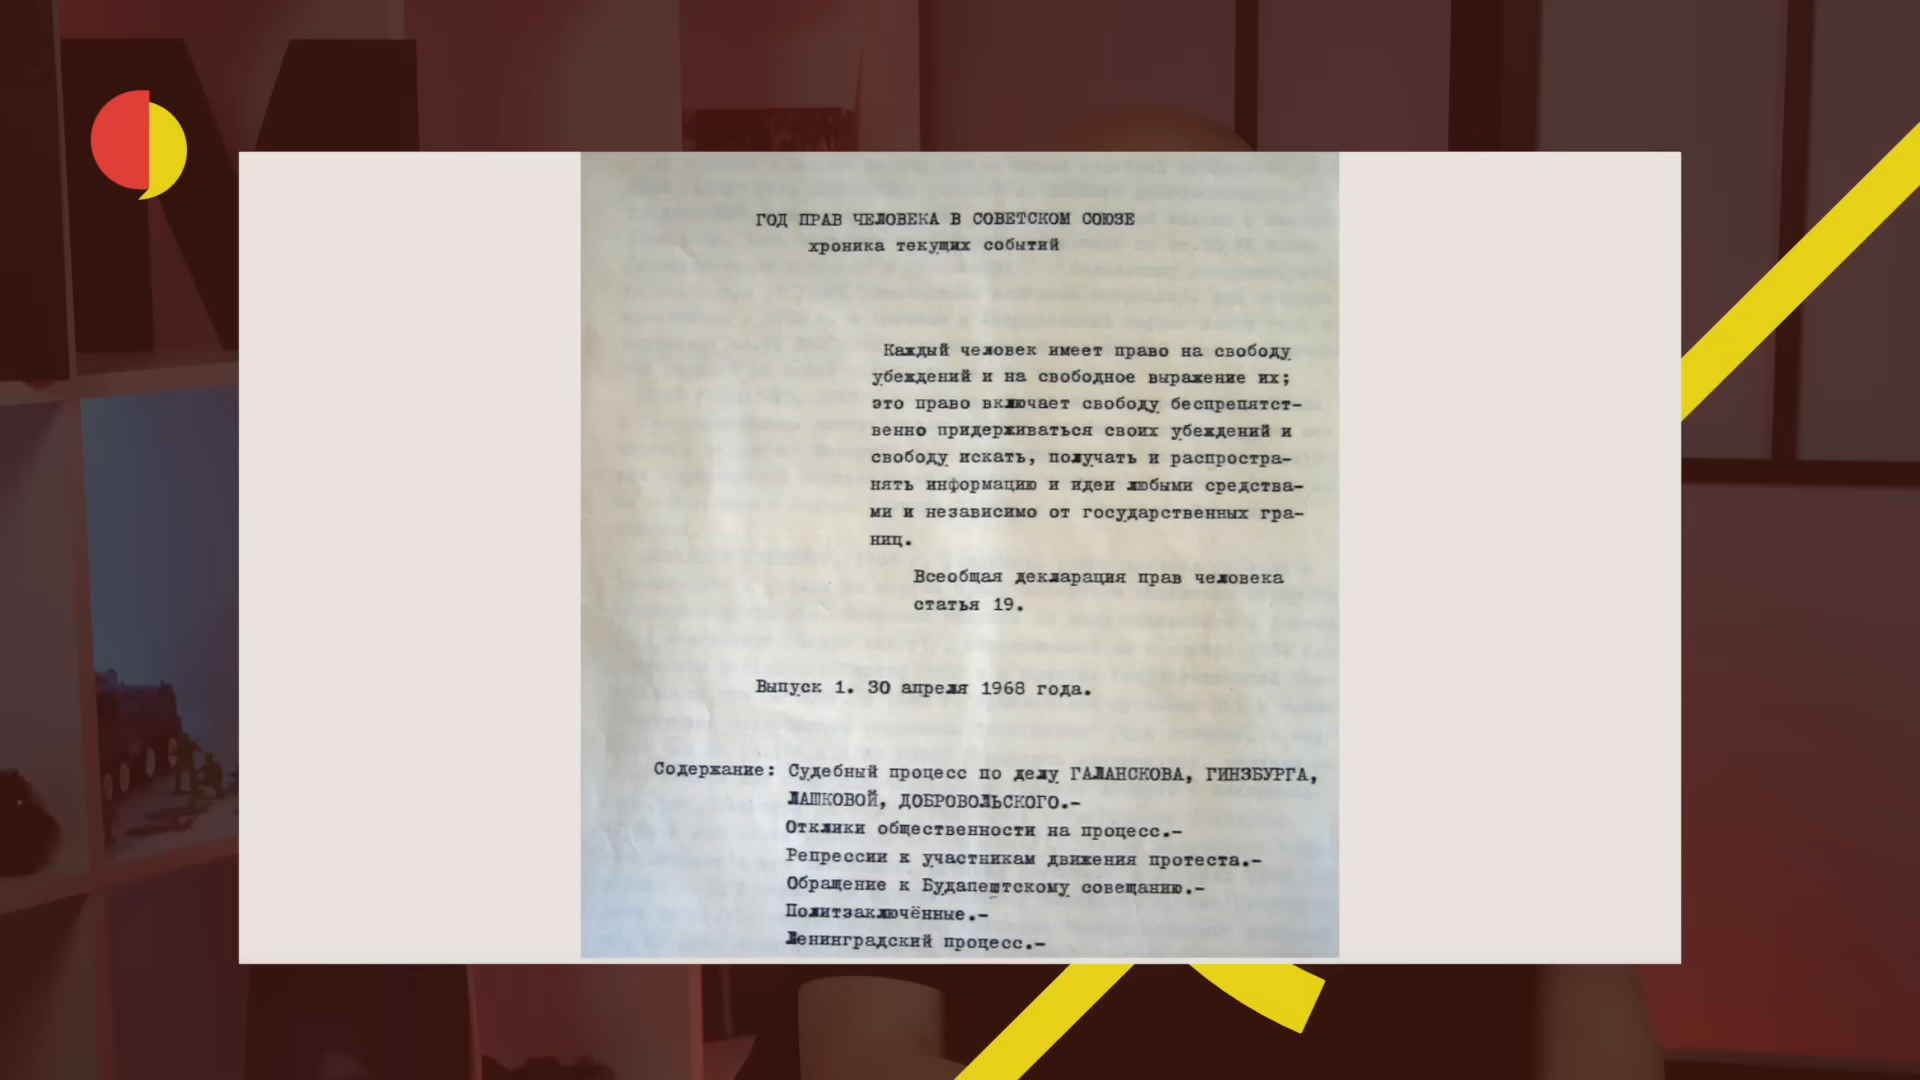 ГОД ПРАВ ЧЕЛОВЕКА В СОВЕТСКОМ СОЮЗЕ
хроника текущих событий
Каждый человек имеет право на свободу
убеждений и на свободное выражение их;
это право включает свободу беспрепятст-
венно придерживаться своих убеждений и
свободу искать, получать и распростра-
нять информацию и идеи любыми средства-
ми и независимо от государственных гра-
ниц.
Всеобщая декларация прав человека
статья 19.
Выпуск 1. 30 апреля 1968 года.
Содержание: Судебный процесс по делу ГАЛАНСКОВА, ГИНЗБУРГА,
ЛАШКОВОЙ, ДОБРОВОЛЬСКОГО.-
Отклики общественности на процесс.-
Репрессии к участникам движения протеста.-
Обращение к Будапештскому совещанию.-
Политзаключённые.-
Ленинградский процесс.-